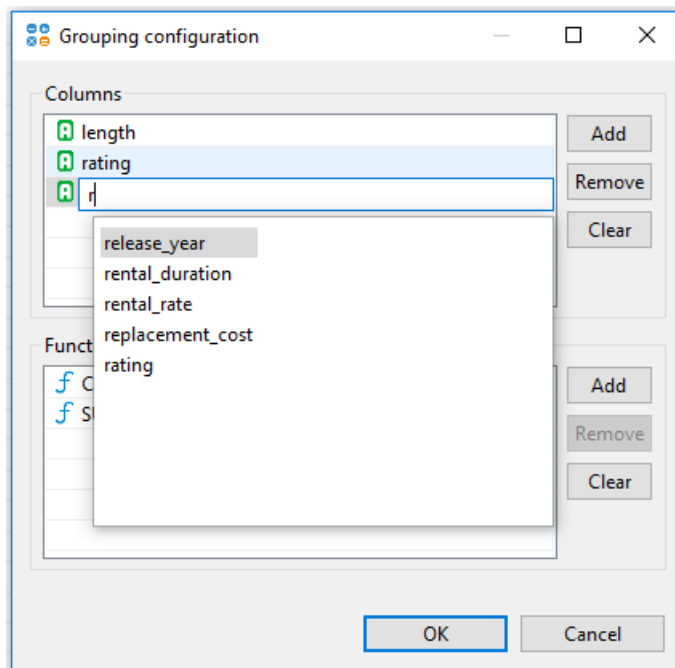 Grouping configuration
Columns
length
Add
rating
Remove
r
Clear
release_year
rental_duration
rental_rate
replacement_cost
rating
Funct
C
Add
Remove
Clear
OK
Cancel